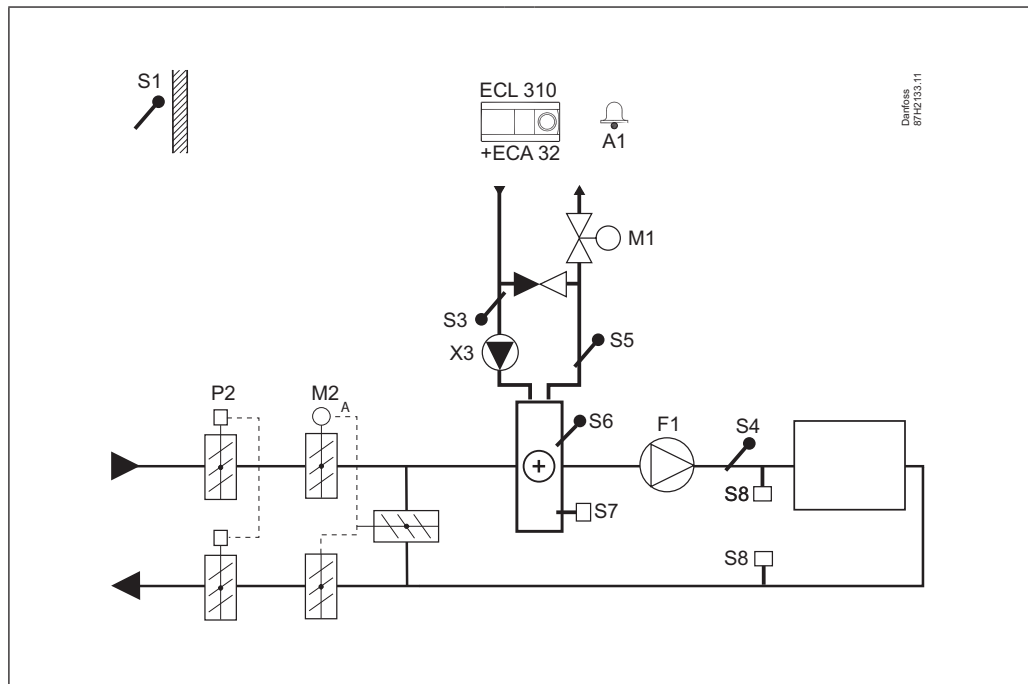 S1
ECL 310
+ECA 32
A1
Danfoss
87H2133.11
M1
S3
S5
X3
P2
M2
A
S6
F1
S4
S8
S7
S8